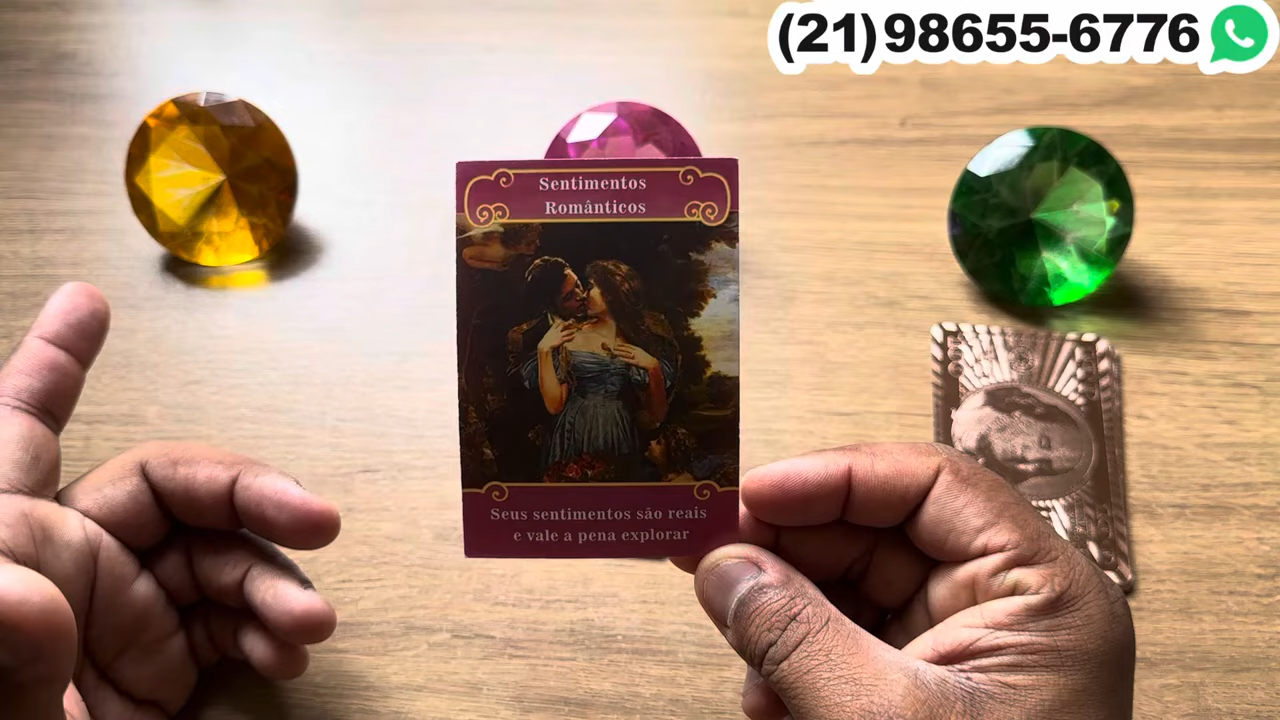 (21)98655-6776
Sentimentos
Românticos
Seus sentimentos são reais
e vale a pena explorar